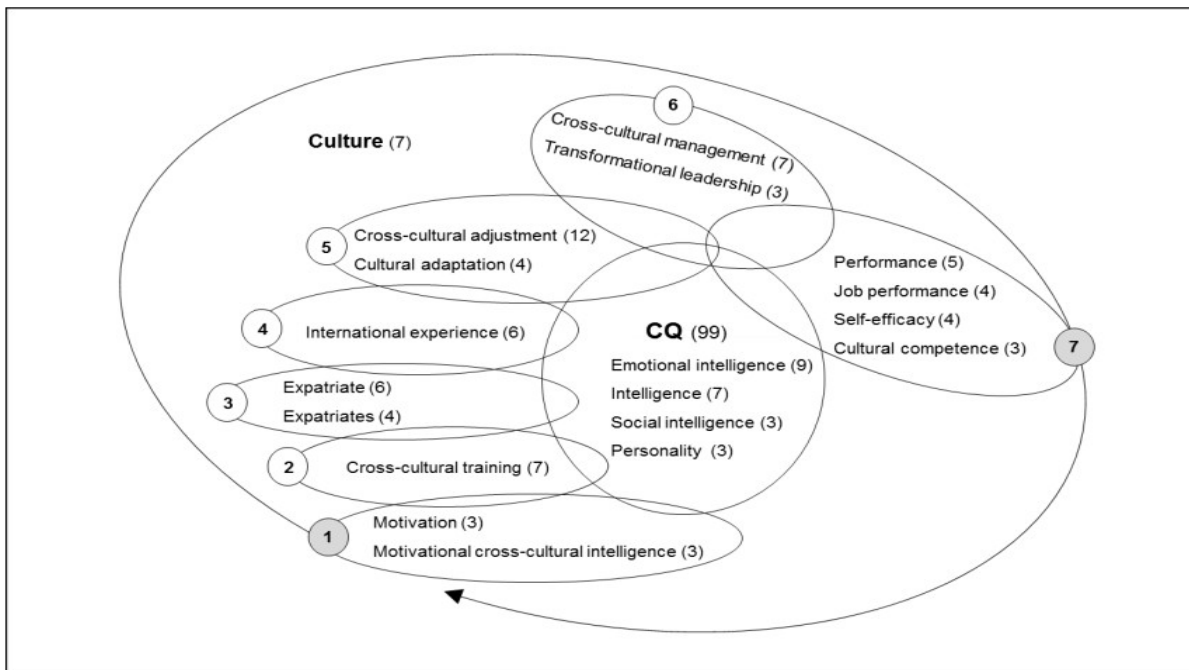 6
Cross-cultural management (7)
Transformational leadership (3)
Culture (7)
5
Cross-cultural adjustment (12)
Cultural adaptation (4)
Performance (5)
Job performance (4)
Self-efficacy (4)
Cultural competence (3)
7
4
International experience (6)
CQ (99)
Emotional intelligence (9)
Intelligence (7)
Social intelligence (3)
Personality (3)
3
Expatriate (6)
Expatriates (4)
2
Cross-cultural training (7)
1
Motivation (3)
Motivational cross-cultural intelligence (3)